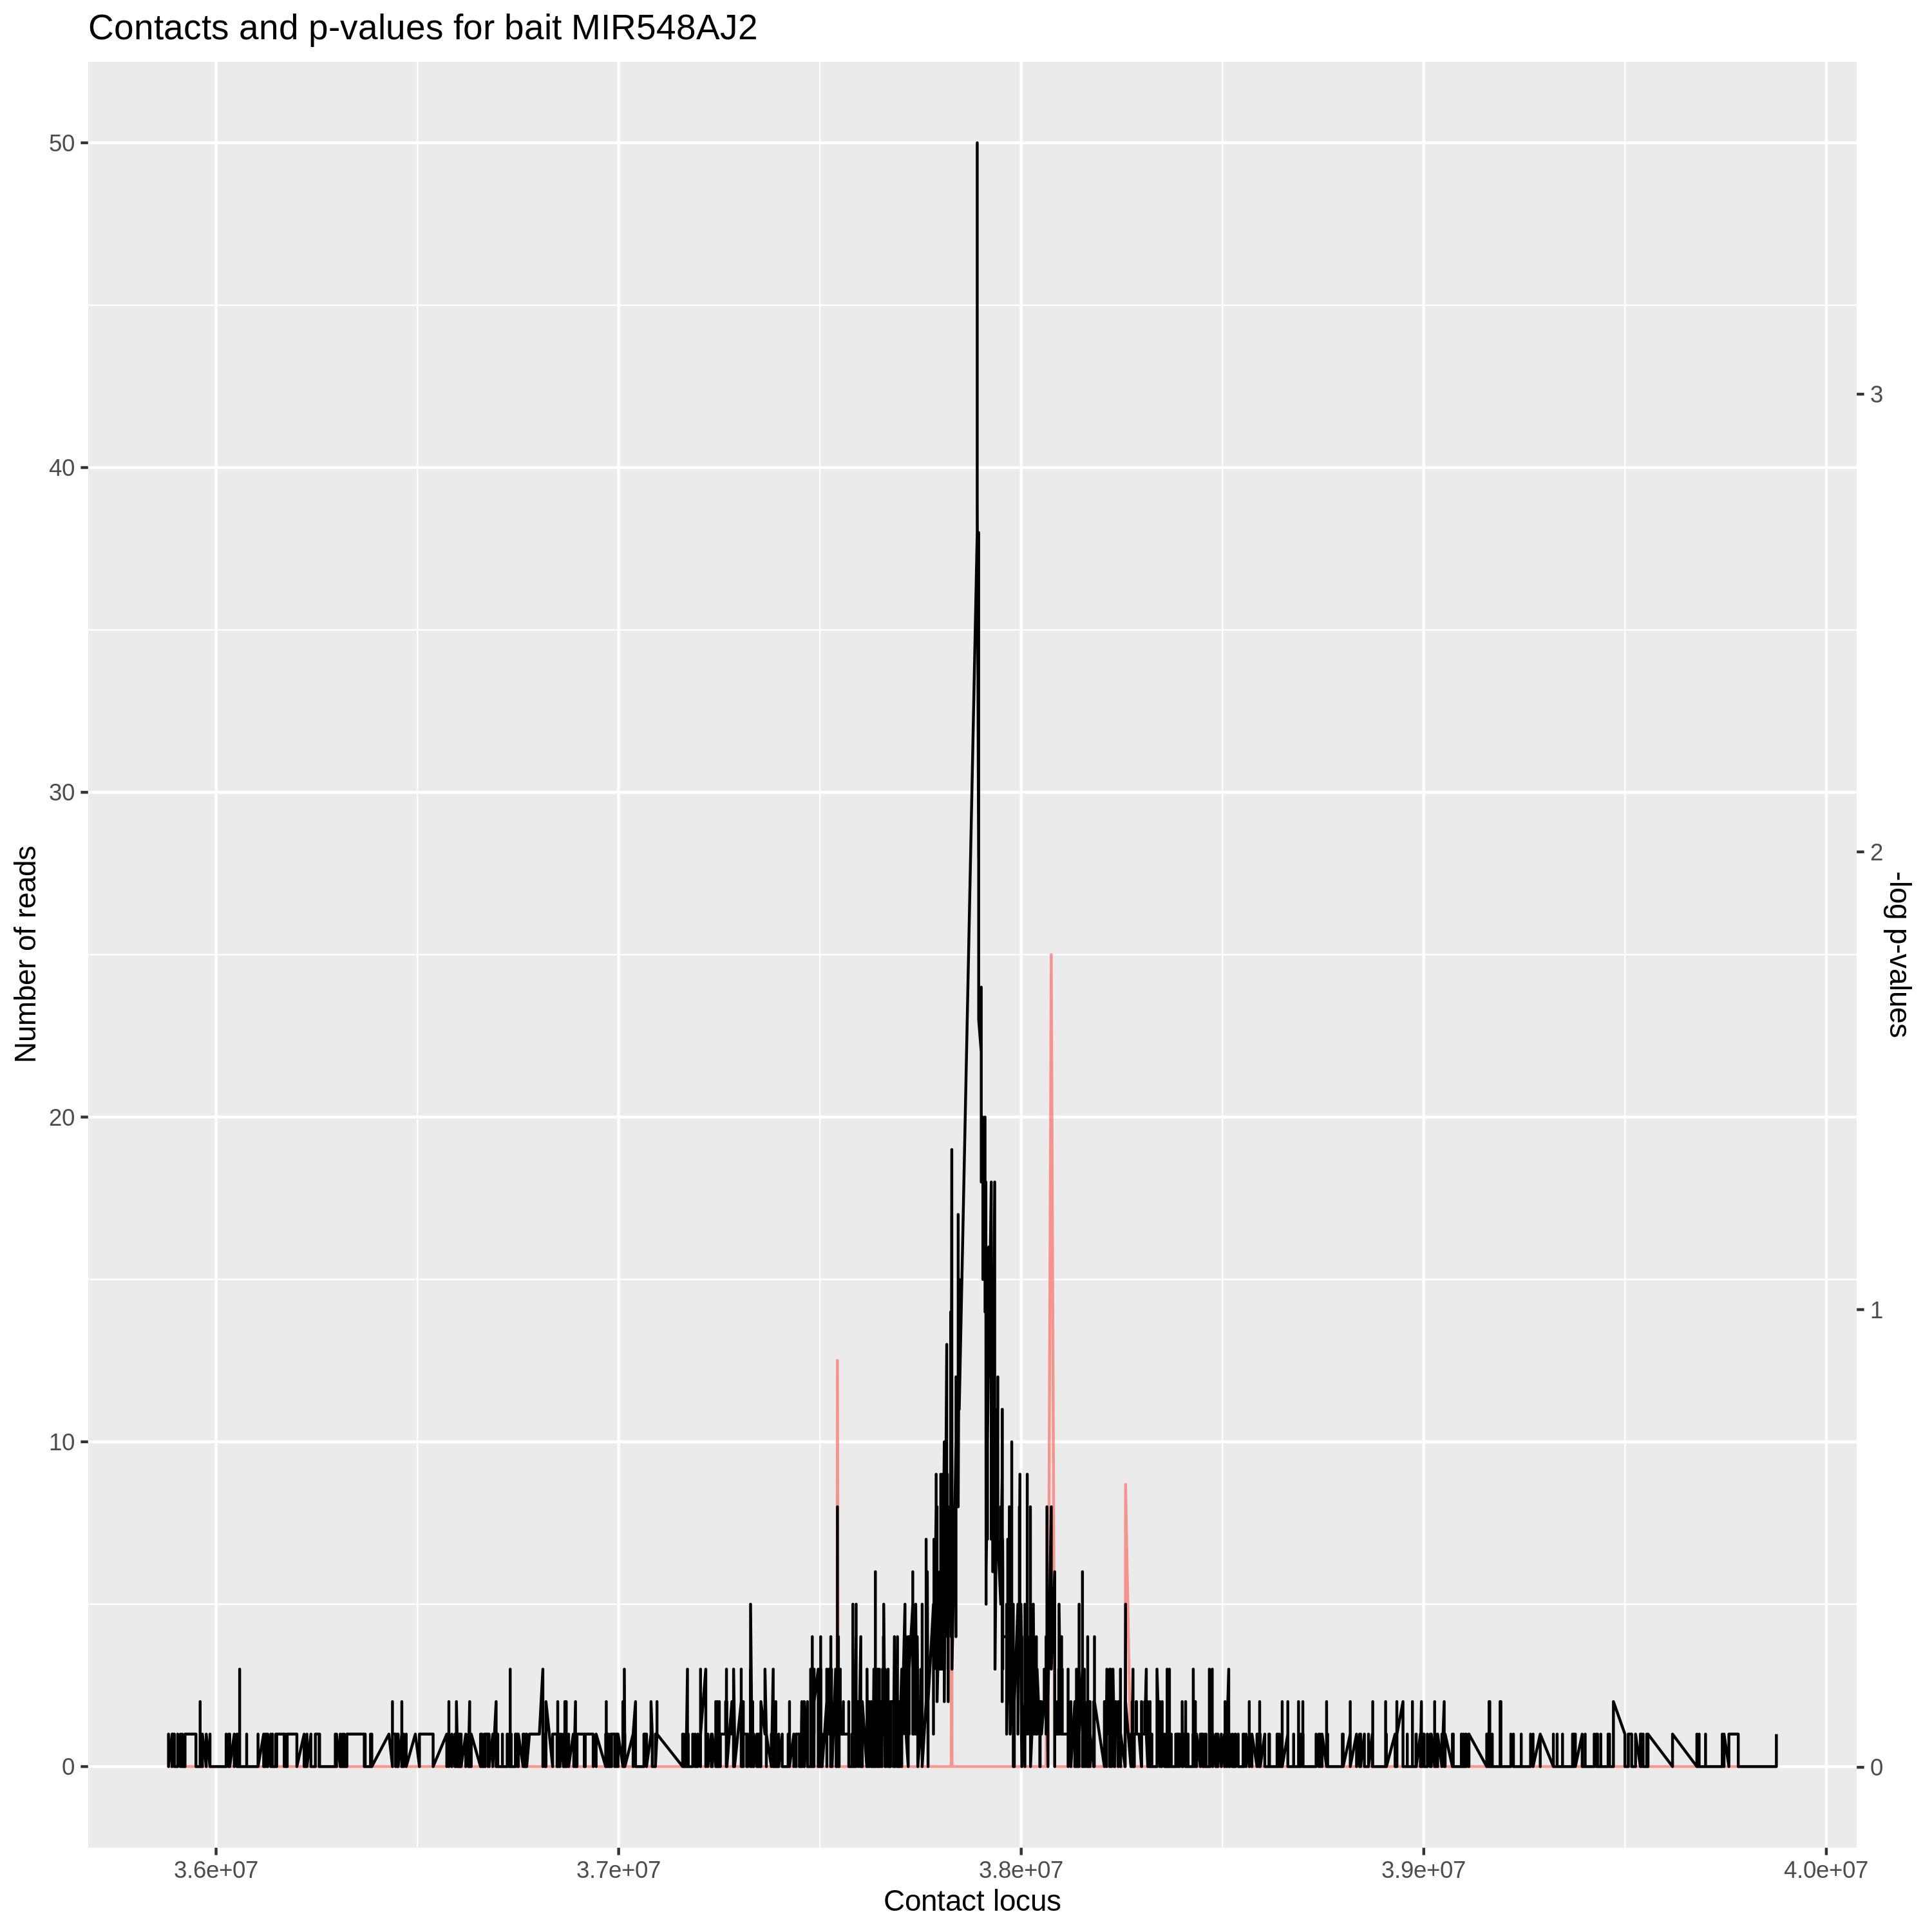 Contacts and p-values for bait MIR548AJ2
50
40
30
20
10
0
Number of reads
3
2
1
0
-log p-values
3.6e+07
3.7e+07
3.8e+07
3.9e+07
4.0e+07
Contact locus